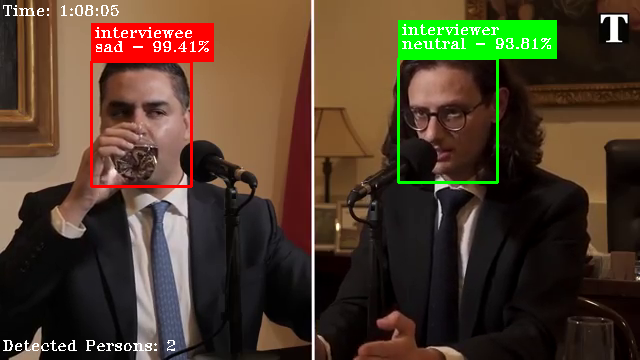 Time: 1:08:05
interviewee
sad - 99.41%
interviewer
neutral - 93.81%
T
Detected Persons: 2